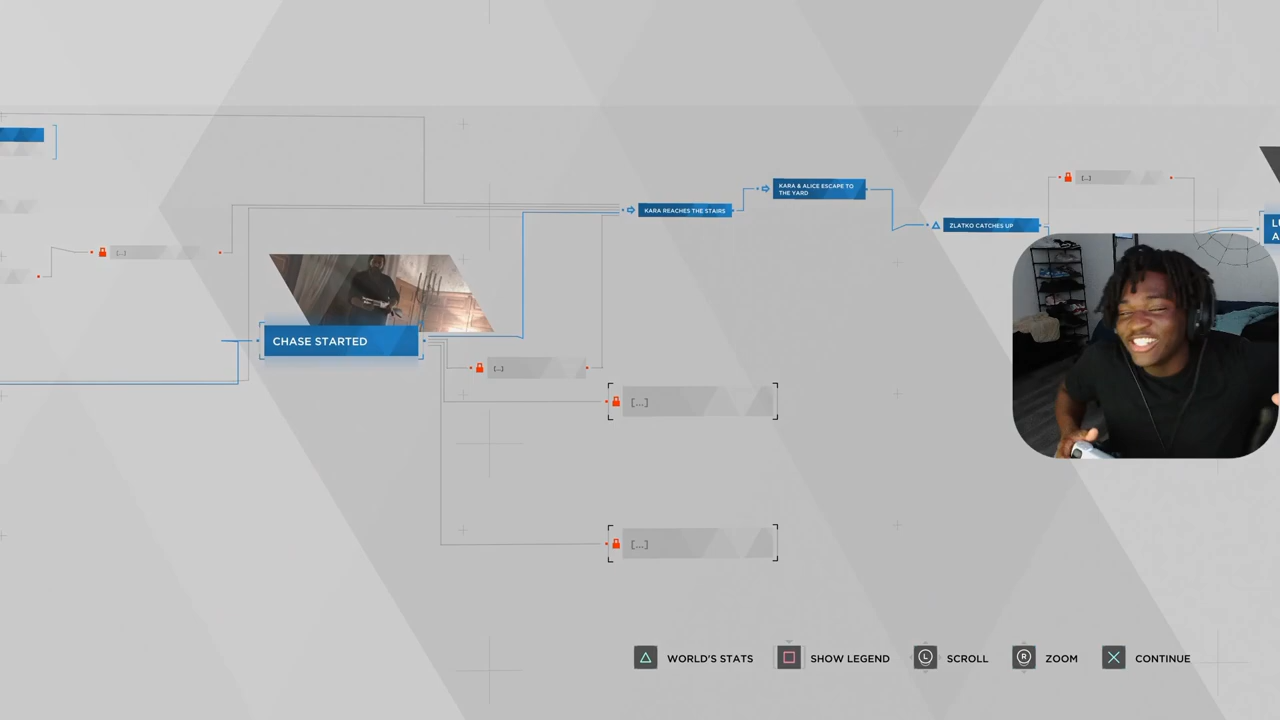 KARA & ALICE ESCAPE TO
THE YARD
[...]
KARA REACHES THE STAIRS
ZLATKO CATCHES UP
[...]
CHASE STARTED
[...]
[...]
[...]
WORLD'S STATS
SHOW LEGEND
L
SCROLL
R
ZOOM
CONTINUE